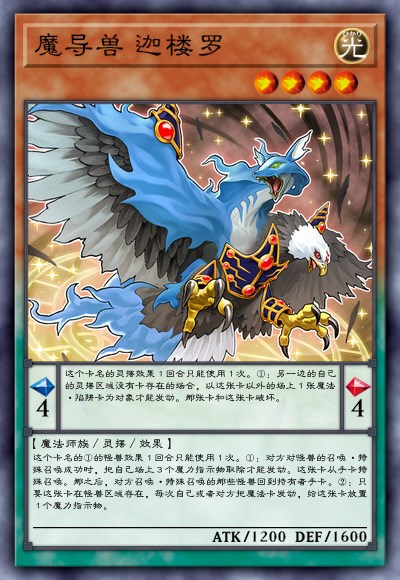 魔导兽 迦楼罗
ひかり
光
这个卡名的灵摆效果1回合只能使用1次。①：另一边的自己
的灵摆区域没有卡存在的场合，以这张卡以外的场上1张魔法
·陷阱卡为对象才能发动。那张卡和这张卡破坏。
4
4
【魔法师族／灵摆／效果】
这个卡名的①的怪兽效果1回合只能使用1次。①：对方对怪兽的召唤·特
殊召唤成功时，把自己场上3个魔力指示物取除才能发动。这张卡从手卡特
殊召唤。那之后，对方召唤·特殊召唤的那些怪兽回到持有者手卡。②：只
要这张卡在怪兽区域存在，每次自己或者对方把魔法卡发动，给这张卡放置
1个魔力指示物。
ATK/1200 DEF/1600